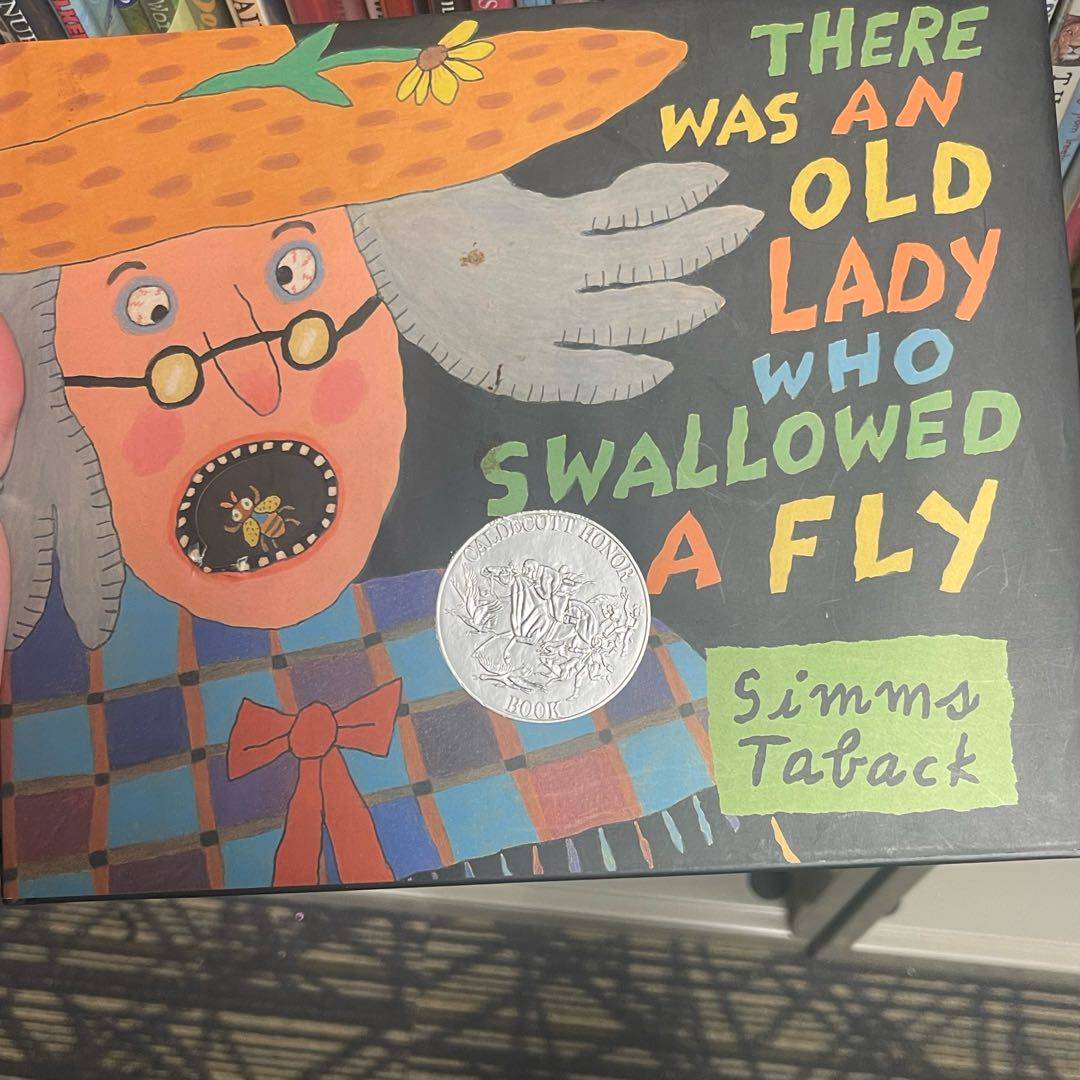 THERE
WAS AN
OLD
LADY
WHO
SWALLOWED
A FLY
CALDECOTT HONOR
BOOK
Simms
Taback